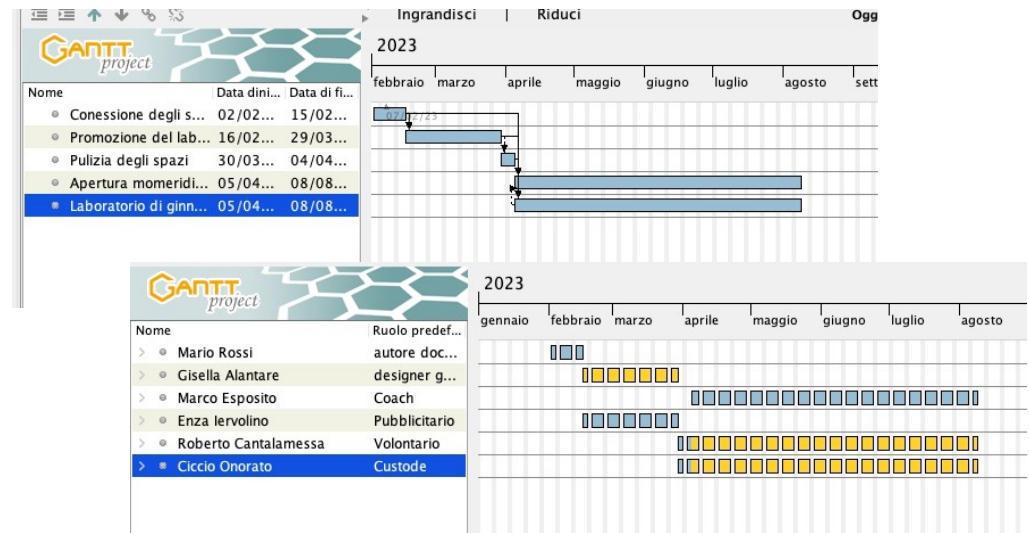 Ingrandisci | Riduci Ogg
GANTT project
2023
febbraio marzo aprile maggio giugno luglio agosto sett
Nome Data dini... Data di fi...
07/02/23
Conessione degli s... 02/02... 15/02...
Promozione del lab... 16/02... 29/03...
Pulizia degli spazi 30/03... 04/04...
Apertura momeridi... 05/04... 08/08...
Laboratorio di ginn... 05/04... 08/08...
GANTT project
2023
gennaio febbraio marzo aprile maggio giugno luglio agosto
Nome Ruolo predef...
Mario Rossi autore doc...
Gisella Alantare designer g...
Marco Esposito Coach
Enza Iervolino Pubblicitario
Roberto Cantalamessa Volontario
Ciccio Onorato Custode